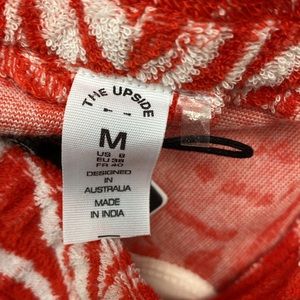 THE UPSIDE
M
US 8
EU 38
FR 40
DESIGNED
IN
AUSTRALIA
MADE
IN INDIA